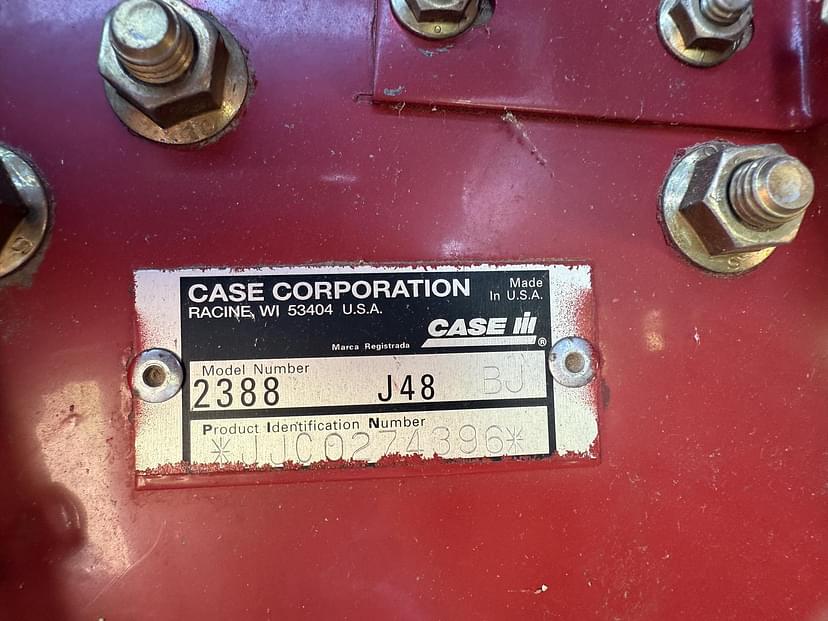 CASE CORPORATION
Made
RACINE, WI 53404 U.S.A.
In U.S.A.
CASE IH
Marca Registrada
®
Model Number
2388 J48 BJ
Product Identification Number
*JJC0274396*